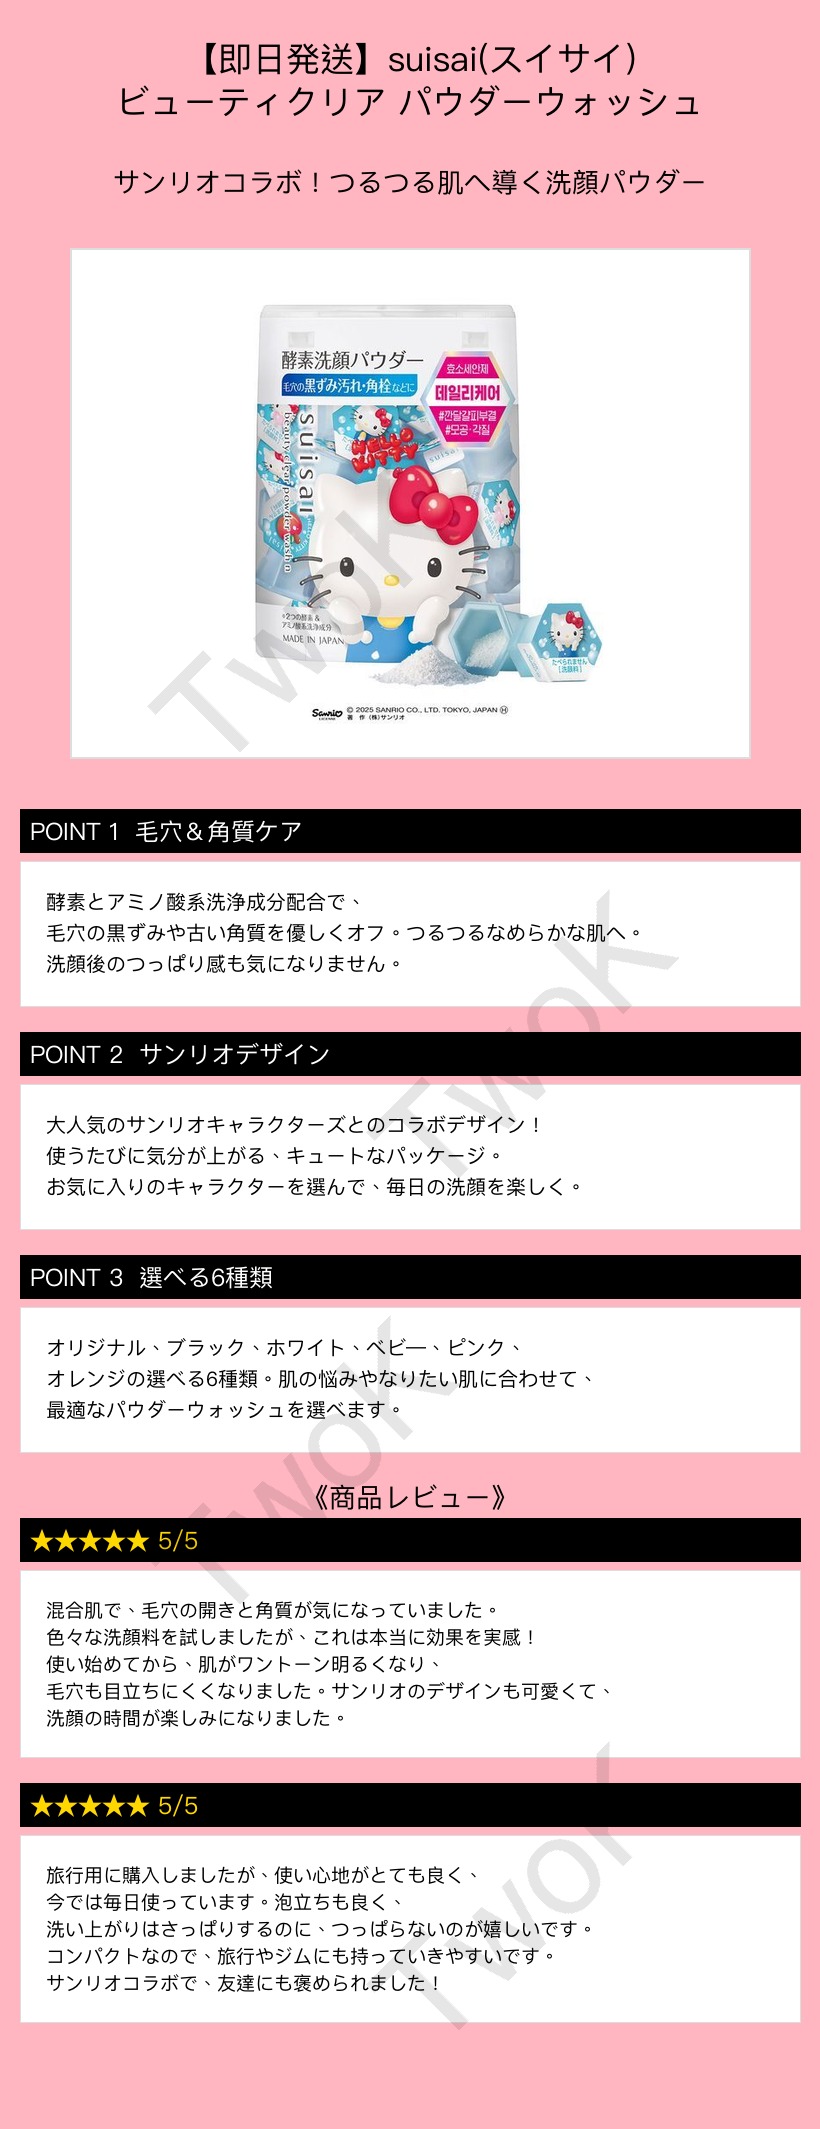 【即日発送】suisai(スイサイ)
ビューティクリア パウダーウォッシュ
サンリオコラボ！つるつる肌へ導く洗顔パウダー
酵素洗顔パウダー
毛穴の黒ずみ汚れ・角栓などに
효소세안제
데일리케어
#깐달걀피부결
#모공·각질
suisai
beauty clear powder wash n
HELLO KITTY
*2つの酵素&
アミノ酸系洗浄成分
MADE IN JAPAN
たべられません
[洗顔料]
Sanrio
LICENSE
© 2025 SANRIO CO., LTD. TOKYO, JAPAN Ⓗ
著 作 (株)サンリオ
TwoK
POINT 1 毛穴＆角質ケア
酵素とアミノ酸系洗浄成分配合で、
毛穴の黒ずみや古い角質を優しくオフ。つるつるなめらかな肌へ。
洗顔後のつっぱり感も気になりません。
TwoK
POINT 2 サンリオデザイン
大人気のサンリオキャラクターズとのコラボデザイン！
使うたびに気分が上がる、キュートなパッケージ。
お気に入りのキャラクターを選んで、毎日の洗顔を楽しく。
POINT 3 選べる6種類
オリジナル、ブラック、ホワイト、ベビー、ピンク、
オレンジの選べる6種類。肌の悩みやなりたい肌に合わせて、
最適なパウダーウォッシュを選べます。
TwoK
《商品レビュー》
★★★★★ 5/5
混合肌で、毛穴の開きと角質が気になっていました。
色々な洗顔料を試しましたが、これは本当に効果を実感！
使い始めてから、肌がワントーン明るくなり、
毛穴も目立ちにくくなりました。サンリオのデザインも可愛くて、
洗顔の時間が楽しみになりました。
★★★★★ 5/5
旅行用に購入しましたが、使い心地がとても良く、
今では毎日使っています。泡立ちも良く、
洗い上がりはさっぱりするのに、つっぱらないのが嬉しいです。
コンパクトなので、旅行やジムにも持っていきやすいです。
サンリオコラボで、友達にも褒められました！
TwoK